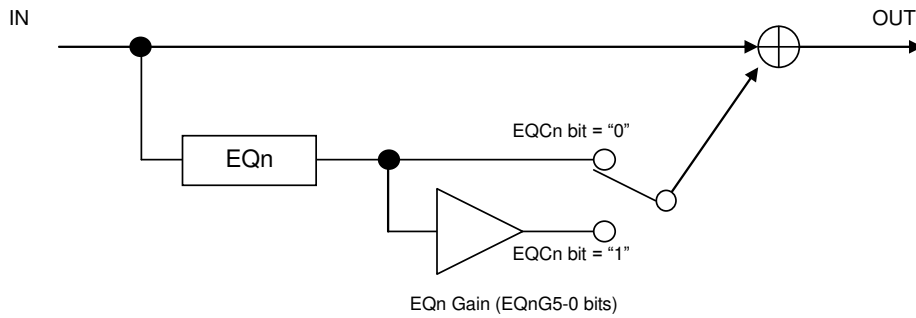 IN
OUT
EQCn bit = “0”
EQn
EQCn bit = “1”
EQn Gain (EQnG5-0 bits)